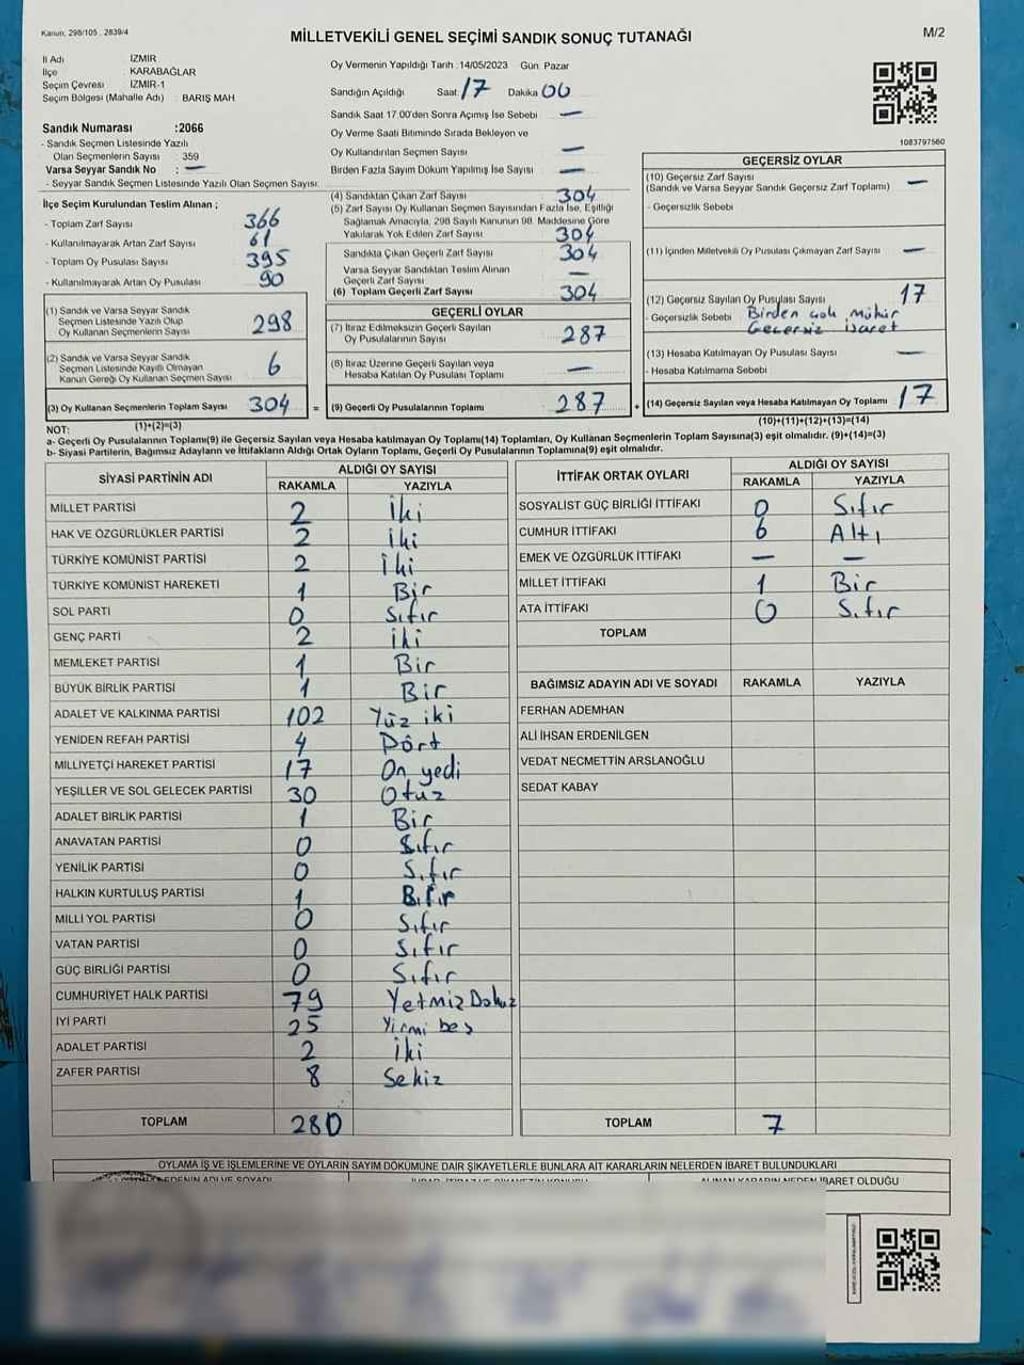 Kanun, 298/105 , 2839/4
MİLLETVEKİLİ GENEL SEÇİMİ SANDIK SONUÇ TUTANAĞI
M/2
İl Adı İZMİR
İlçe KARABAĞLAR
Seçim Çevresi İZMİR-1
Seçim Bölgesi (Mahalle Adı) : BARIŞ MAH
Sandık Numarası :2066
- Sandık Seçmen Listesinde Yazılı
Olan Seçmenlerin Sayısı : 359
Varsa Seyyar Sandık No : —
- Seyyar Sandık Seçmen Listesinde Yazılı Olan Seçmen Sayısı:
Oy Vermenin Yapıldığı Tarih :14/05/2023 Gün Pazar
Sandığın Açıldığı Saat: 17 Dakika 00
Sandık Saat 17.00'den Sonra Açımış İse Sebebi —
Oy Verme Saati Bitiminde Sırada Bekleyen ve
Oy Kullandırılan Seçmen Sayısı —
Birden Fazla Sayım Döküm Yapılmış İse Sayısı —
1083797560
İlçe Seçim Kurulundan Teslim Alınan ;
- Toplam Zarf Sayısı 366
- Kullanılmayarak Artan Zarf Sayısı 61
- Toplam Oy Pusulası Sayısı 395
- Kullanılmayarak Artan Oy Pusulası 90
(4) Sandıktan Çıkan Zarf Sayısı 304
(5) Zarf Sayısı Oy Kullanan Seçmen Sayısından Fazla İse, Eşitliği
Sağlamak Amacıyla, 298 Sayılı Kanunun 98. Maddesine Göre
Yakılarak Yok Edilen Zarf Sayısı 304
Sandıkta Çıkan Geçerli Zarf Sayısı 304
Varsa Seyyar Sandıktan Teslim Alınan
Geçerli Zarf Sayısı —
(6) Toplam Geçerli Zarf Sayısı 304
GEÇERSİZ OYLAR
(10) Geçersiz Zarf Sayısı —
(Sandık ve Varsa Seyyar Sandık Geçersiz Zarf Toplamı)
- Geçersizlik Sebebi
(11) İçinden Milletvekili Oy Pusulası Çıkmayan Zarf Sayısı —
(12) Geçersiz Sayılan Oy Pusulası Sayısı 17
- Geçersizlik Sebebi Birden çok mühür
Geçersiz işaret
(13) Hesaba Katılmayan Oy Pusulası Sayısı —
- Hesaba Katılmama Sebebi
(14) Geçersiz Sayılan veya Hesaba Katılmayan Oy Toplamı 17
(10)+(11)+(12)+(13)=(14)
(1) Sandık ve Varsa Seyyar Sandık
Seçmen Listesinde Yazılı Olup
Oy Kullanan Seçmenlerin Sayısı 298
(2) Sandık ve Varsa Seyyar Sandık
Seçmen Listesinde Kayıtlı Olmayan
Kanun Gereği Oy Kullanan Seçmen Sayısı 6
(3) Oy Kullanan Seçmenlerin Toplam Sayısı 304 =
(1)+(2)=(3)
GEÇERLİ OYLAR
(7) İtiraz Edilmeksizin Geçerli Sayılan
Oy Pusulalarının Sayısı 287
(8) İtiraz Üzerine Geçerli Sayılan veya
Hesaba Katılan Oy Pusulası Toplamı —
(9) Geçerli Oy Pusulalarının Toplamı 287 +
NOT:
a- Geçerli Oy Pusulalarının Toplamı(9) ile Geçersiz Sayılan veya Hesaba katılmayan Oy Toplamı(14) Toplamları, Oy Kullanan Seçmenlerin Toplam Sayısına(3) eşit olmalıdır. (9)+(14)=(3)
b- Siyasi Partilerin, Bağımsız Adayların ve İttifakların Aldığı Ortak Oyların Toplamı, Geçerli Oy Pusulalarının Toplamına(9) eşit olmalıdır.
SİYASİ PARTİNİN ADI ALDIĞI OY SAYISI
RAKAMLA YAZIYLA
MİLLET PARTİSİ 2 İki
HAK VE ÖZGÜRLÜKLER PARTİSİ 2 İki
TÜRKİYE KOMÜNİST PARTİSİ 2 İki
TÜRKİYE KOMÜNİST HAREKETİ 1 Bir
SOL PARTİ 0 Sıfır
GENÇ PARTİ 2 İki
MEMLEKET PARTİSİ 1 Bir
BÜYÜK BİRLİK PARTİSİ 1 Bir
ADALET VE KALKINMA PARTİSİ 102 Yüz iki
YENİDEN REFAH PARTİSİ 4 Dört
MİLLİYETÇİ HAREKET PARTİSİ 17 On yedi
YEŞİLLER VE SOL GELECEK PARTİSİ 30 Otuz
ADALET BİRLİK PARTİSİ 1 Bir
ANAVATAN PARTİSİ 0 Sıfır
YENİLİK PARTİSİ 0 Sıfır
HALKIN KURTULUŞ PARTİSİ 1
MİLLİ YOL PARTİSİ 0 Sıfır
VATAN PARTİSİ 0 Sıfır
GÜÇ BİRLİĞİ PARTİSİ 0 Sıfır
CUMHURİYET HALK PARTİSİ 79 Yetmiz Dokuz
İYİ PARTİ 25 Yirmi beş
ADALET PARTİSİ 2 İki
ZAFER PARTİSİ 8 Sekiz
TOPLAM 280
İTTİFAK ORTAK OYLARI ALDIĞI OY SAYISI
RAKAMLA YAZIYLA
SOSYALİST GÜÇ BİRLİĞİ İTTİFAKI 0 Sıfır
CUMHUR İTTİFAKI 6 Altı
EMEK VE ÖZGÜRLÜK İTTİFAKI — —
MİLLET İTTİFAKI 1 Bir
ATA İTTİFAKI 0 Sıfır
TOPLAM
BAĞIMSIZ ADAYIN ADI VE SOYADI RAKAMLA YAZIYLA
FERHAN ADEMHAN
ALİ İHSAN ERDENİLGEN
VEDAT NECMETTİN ARSLANOĞLU
SEDAT KABAY
TOPLAM 7
OYLAMA İŞ VE İŞLEMLERİNE VE OYLARIN SAYIM DÖKÜMÜNE DAİR ŞİKAYETLERLE BUNLARA AİT KARARLARIN NELERDEN İBARET BULUNDUKLARI
ALINAN KARARIN NEDEN İBARET OLDUĞU